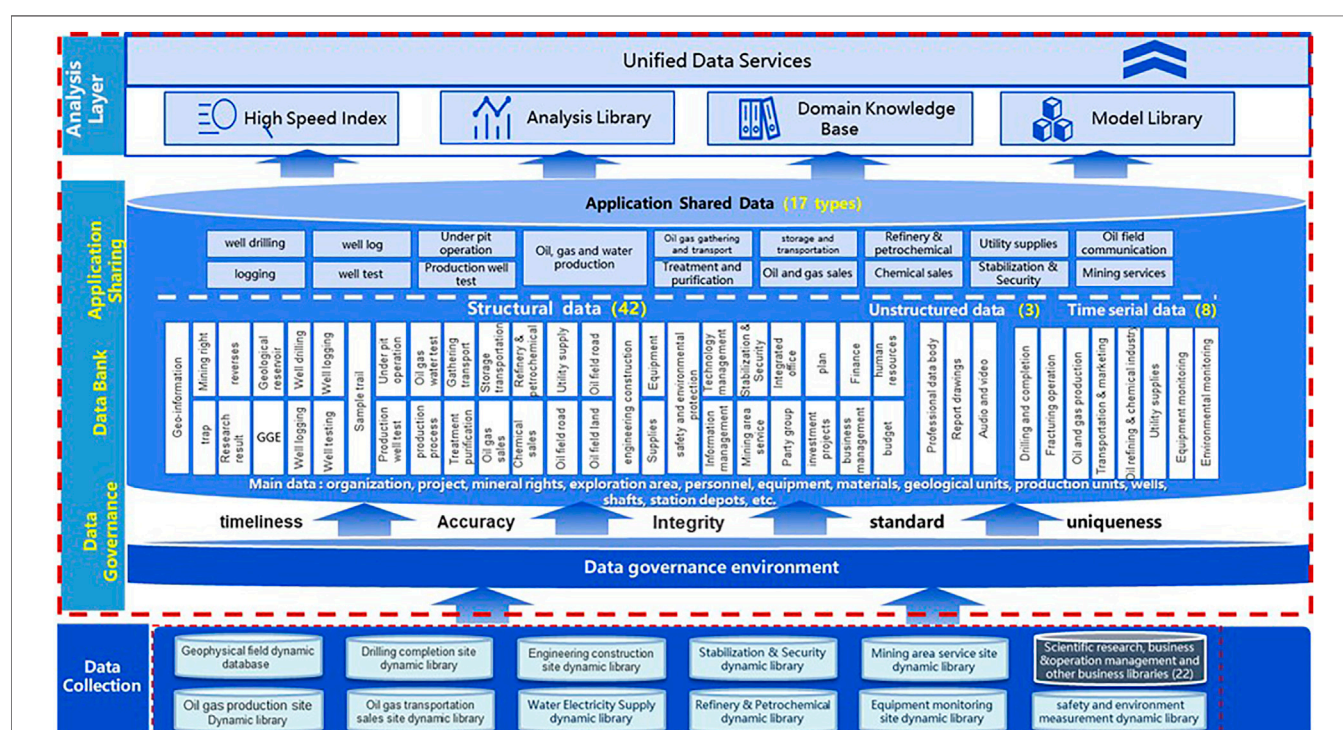 Analysis
Layer
Unified Data Services
High Speed Index
Analysis Library
Domain Knowledge
Base
Model Library
Application
Sharing
Application Shared Data (17 types)
well drilling
well log
Under pit
operation
Oil, gas and water
production
Oil gas gathering
and transport
storage and
transportation
Refinery &
petrochemical
Utility supplies
Oil field
communication
logging
well test
Production well
test
Treatment and
purification
Oil and gas sales
Chemical sales
Stabilization &
Security
Mining services
Data Bank
Structural data (42)
Unstructured data (3)
Time serial data (8)
Geo-information
Mining right
trap
reverses
Research
result
Geological
reservoir
GGE
Well drilling
Well logging
Well logging
Well testing
Sample trail
Under pit
operation
Production
well test
Oil gas
water test
production
process
Gathering
transport
Treatment
purification
Storage
transportation
Oil gas
sales
Refinery &
petrochemical
Chemical
sales
Utility supply
Oil field road
Oil field road
Oil field land
engineering construction
Equipment
Supplies
safety and environmental
protection
Technology
management
Information
management
Stabilization &
Security
Mining area
service
Integrated
office
Party group
plan
investment
projects
Finance
business
management
human
resources
budget
Professional data body
Report drawings
Audio and video
Drilling and completion
Fracturing operation
Oil and gas production
Transportation & marketing
Oil refining & chemical industry
Utility supplies
Equipment monitoring
Environmental monitoring
Main data : organization, project, mineral rights, exploration area, personnel, equipment, materials, geological units, production units, wells,
shafts, station depots, etc.
Data
Governance
timeliness
Accuracy
Integrity
standard
uniqueness
Data governance environment
Data
Collection
Geophysical field dynamic
database
Drilling completion site
dynamic library
Engineering construction
site dynamic library
Stabilization & Security
dynamic library
Mining area service site
dynamic library
Scientific research, business
&operation management and
other business libraries (22)
Oil gas production site
Dynamic library
Oil gas transportation
sales site dynamic library
Water Electricity Supply
dynamic library
Refinery & Petrochemical
dynamic library
Equipment monitoring
site dynamic library
safety and environment
measurement dynamic library